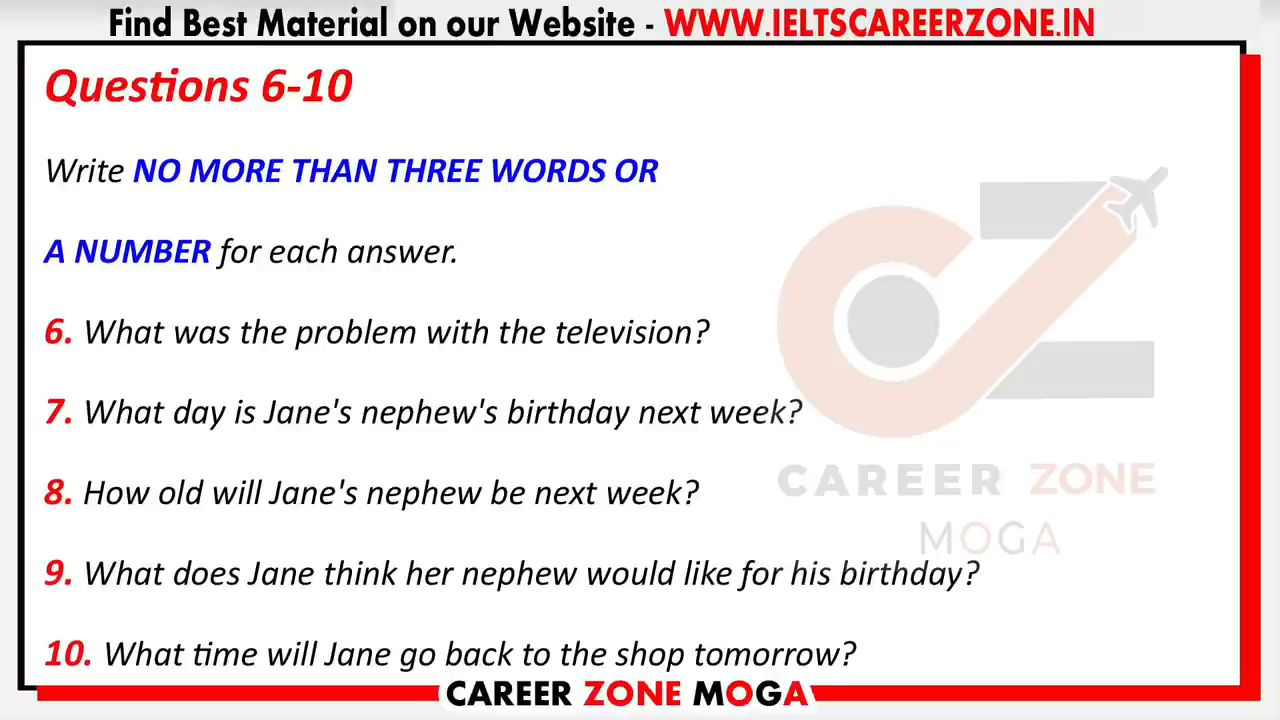 Find Best Material on our Website - WWW.IELTSCAREERZONE.IN
Questions 6-10
Write NO MORE THAN THREE WORDS OR
A NUMBER for each answer.
6. What was the problem with the television?
7. What day is Jane's nephew's birthday next week?
8. How old will Jane's nephew be next week?
9. What does Jane think her nephew would like for his birthday?
10. What time will Jane go back to the shop tomorrow?
CZ
CAREER ZONE
MOGA
CAREER ZONE MOGA